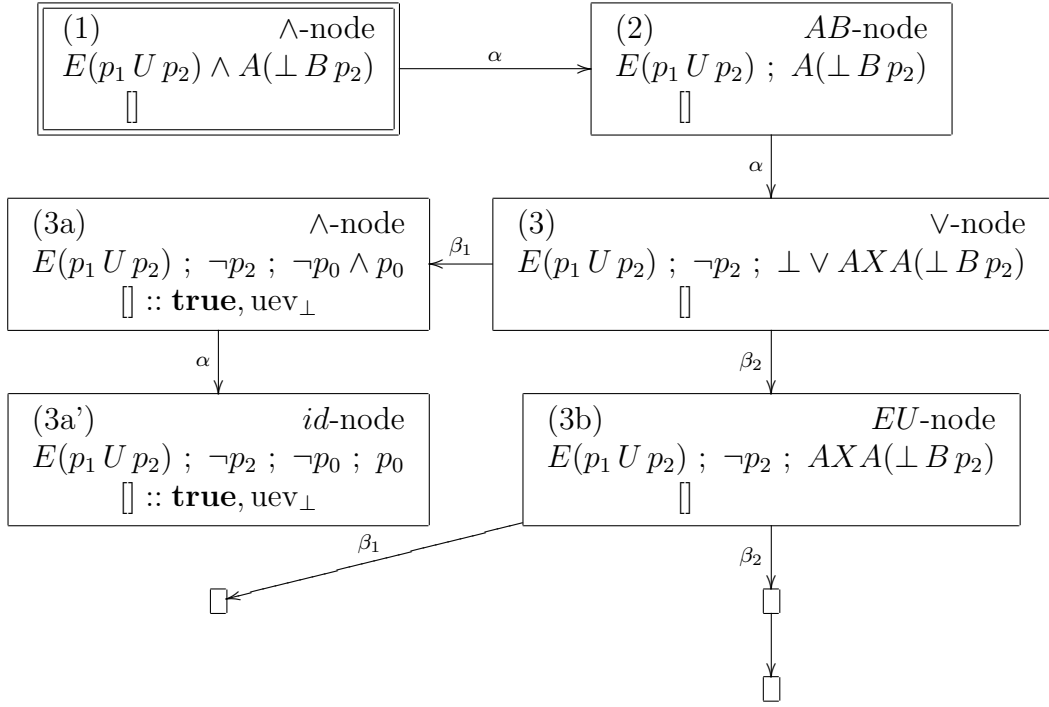 (1) ∧-node
E(p₁ U p₂) ∧ A(⊥ B p₂)
[]
α
(2) AB-node
E(p₁ U p₂) ; A(⊥ B p₂)
[]
α
(3a) ∧-node
E(p₁ U p₂) ; ¬p₂ ; ¬p₀ ∧ p₀
[] :: true, uev⊥
β₁
(3) ∨-node
E(p₁ U p₂) ; ¬p₂ ; ⊥ ∨ AXA(⊥ B p₂)
[]
α
β₂
(3a') id-node
E(p₁ U p₂) ; ¬p₂ ; ¬p₀ ; p₀
[] :: true, uev⊥
(3b) EU-node
E(p₁ U p₂) ; ¬p₂ ; AXA(⊥ B p₂)
[]
β₁
β₂